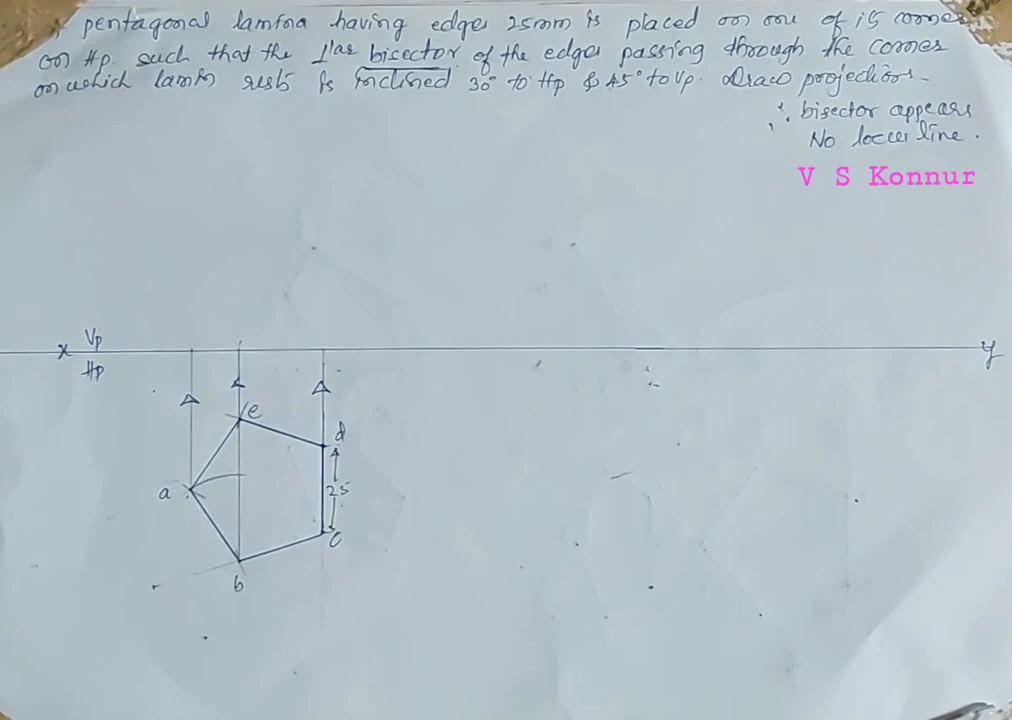 A pentagonal lamina having edges 25mm is placed on one of its corner
on Hp. such that the ⊥lar bisector of the edges passing through the corner
on which lamin rests is inclined 30° to Hp & 45° to Vp. Draw projections.
∴ bisector appears
No locus line.
V S Konnur
Vp
x y
Hp
e
d
a 25
c
b